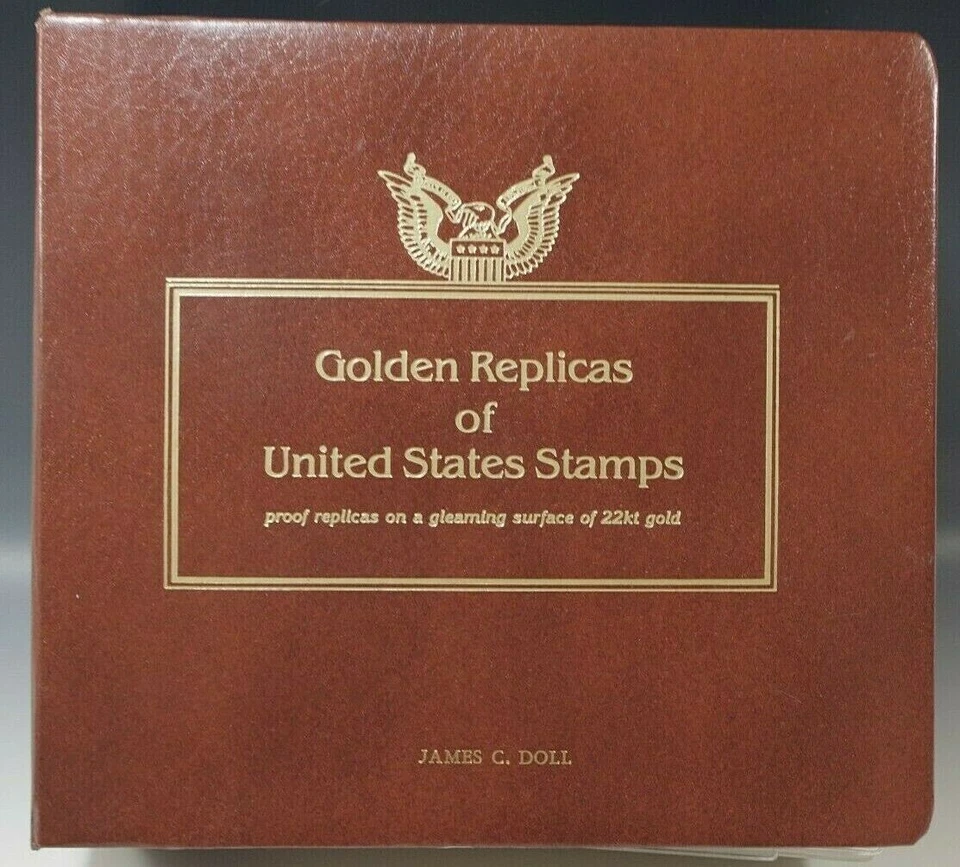 Golden Replicas
of
United States Stamps
proof replicas on a gleaming surface of 22kt gold
JAMES C. DOLL